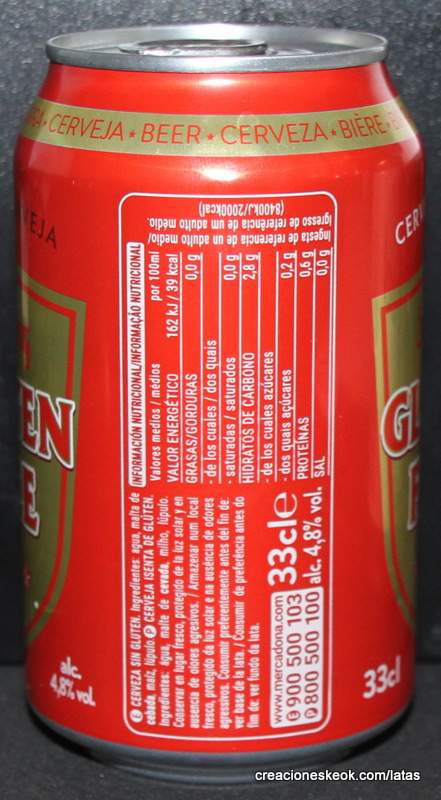 CERVEJA ★ BEER ★ CERVEZA ★ BIÈRE ★
VEJA
CERV
EN
E
GL
F
alc.
4,8% vol.
33cl
INFORMACIÓN NUTRICIONAL/INFORMAÇÃO NUTRICIONAL
Valores medios / médios por 100ml
VALOR ENERGÉTICO 162 kJ / 39 kcal
GRASAS/GORDURAS 0,0 g
- de los cuales / dos quais
saturadas / saturados 0,0 g
HIDRATOS DE CARBONO 2,8 g
- de los cuales azúcares
- dos quais açúcares 0,2 g
PROTEÍNAS 0,6 g
SAL 0,0 g
Ingesta de referencia de un adulto medio/
Igresso de referência de um adulto médio.
(8400kJ/2000kcal)
E CERVEZA SIN GLUTEN. Ingredientes: agua, malta de
cebada, maíz, lúpulo. P CERVEJA ISENTA DE GLÚTEN.
Ingredientes: água, malte de cevada, milho, lúpulo.
Conservar en lugar fresco, protegido de la luz solar y en
ausencia de olores agresivos. / Armazenar num local
fresco, protegido da luz solar e na ausência de odores
agressivos. Consumir preferentemente antes del fin de:
ver base de la lata. / Consumir de preferência antes do
fim de: ver fundo da lata.
www.mercadona.com
E 900 500 103
P 800 500 100
33cl e
alc. 4,8% vol.
creacioneskeok.com/latas